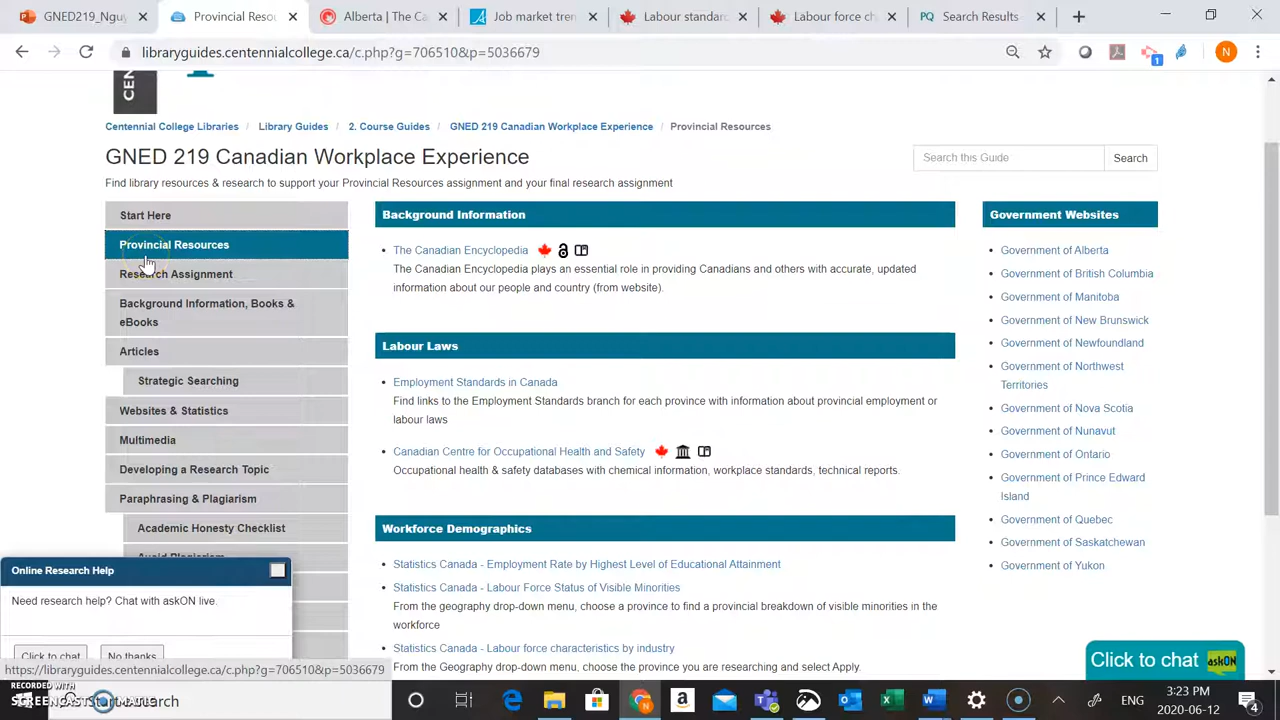 GNED219_Ngu
Provincial Resou
Alberta | The Ca
Job market tren
Labour standard
Labour force ch
PQ Search Results
libraryguides.centennialcollege.ca/c.php?g=706510&p=5036679
N
1
CEN
Centennial College Libraries / Library Guides / 2. Course Guides / GNED 219 Canadian Workplace Experience / Provincial Resources
GNED 219 Canadian Workplace Experience
Search this Guide
Search
Find library resources & research to support your Provincial Resources assignment and your final research assignment
Start Here
Provincial Resources
Research Assignment
Background Information, Books &
eBooks
Articles
Strategic Searching
Websites & Statistics
Multimedia
Developing a Research Topic
Paraphrasing & Plagiarism
Academic Honesty Checklist
Avoid Plagiarism
Background Information
The Canadian Encyclopedia
The Canadian Encyclopedia plays an essential role in providing Canadians and others with accurate, updated
information about our people and country (from website).
Labour Laws
Employment Standards in Canada
Find links to the Employment Standards branch for each province with information about provincial employment or
labour laws
Canadian Centre for Occupational Health and Safety
Occupational health & safety databases with chemical information, workplace standards, technical reports.
Workforce Demographics
Statistics Canada - Employment Rate by Highest Level of Educational Attainment
Statistics Canada - Labour Force Status of Visible Minorities
From the geography drop-down menu, choose a province to find a provincial breakdown of visible minorities in the
workforce
Statistics Canada - Labour force characteristics by industry
From the Geography drop-down menu, choose the province you are researching and select Apply.
Government Websites
Government of Alberta
Government of British Columbia
Government of Manitoba
Government of New Brunswick
Government of Newfoundland
Government of Northwest
Territories
Government of Nova Scotia
Government of Nunavut
Government of Ontario
Government of Prince Edward
Island
Government of Quebec
Government of Saskatchewan
Government of Yukon
Online Research Help
Need research help? Chat with askON live.
Click to chat
No thanks
https://libraryguides.centennialcollege.ca/c.php?g=706510&p=5036679
Click to chat askON
RECORDED WITH
SCREENCAST-O-MATIC
ENG
3:23 PM
2020-06-12
4